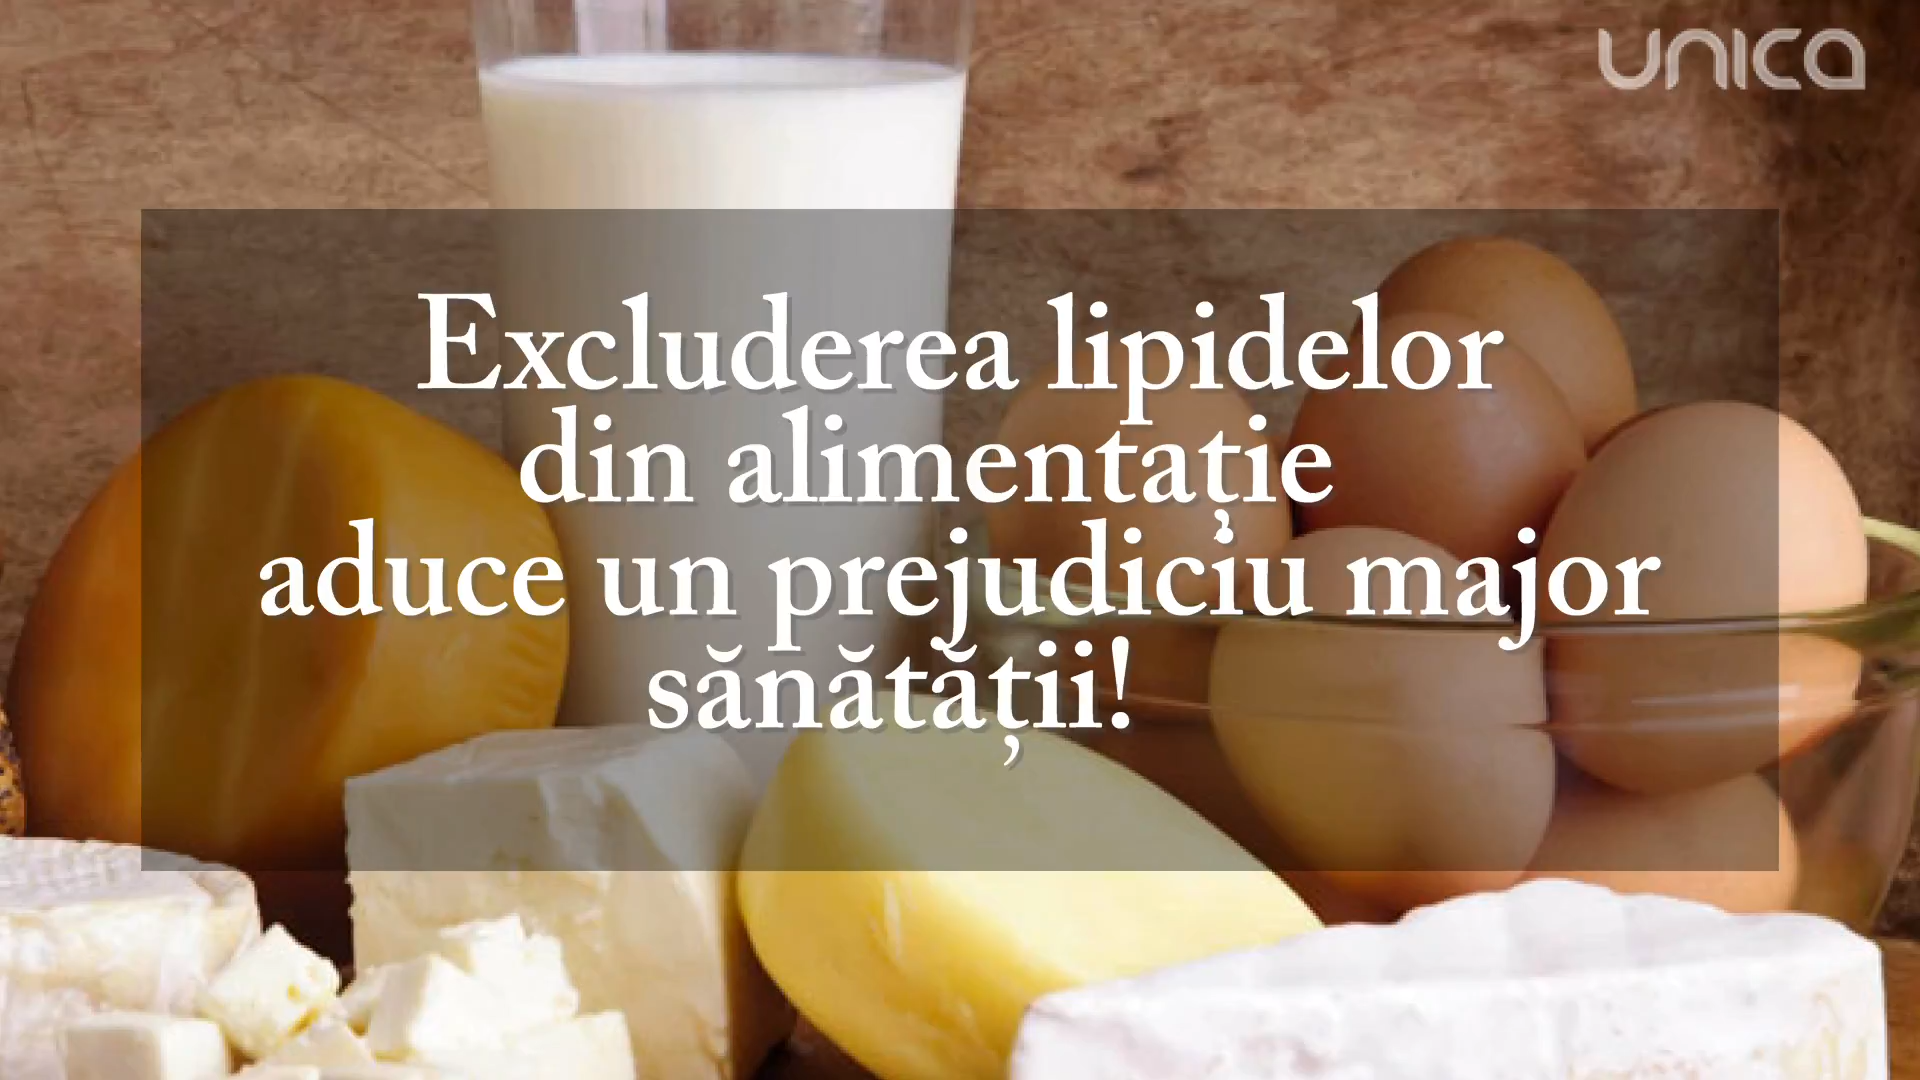 UNICA
Excluderea lipidelor
din alimentație
aduce un prejudiciu major
sănătății!